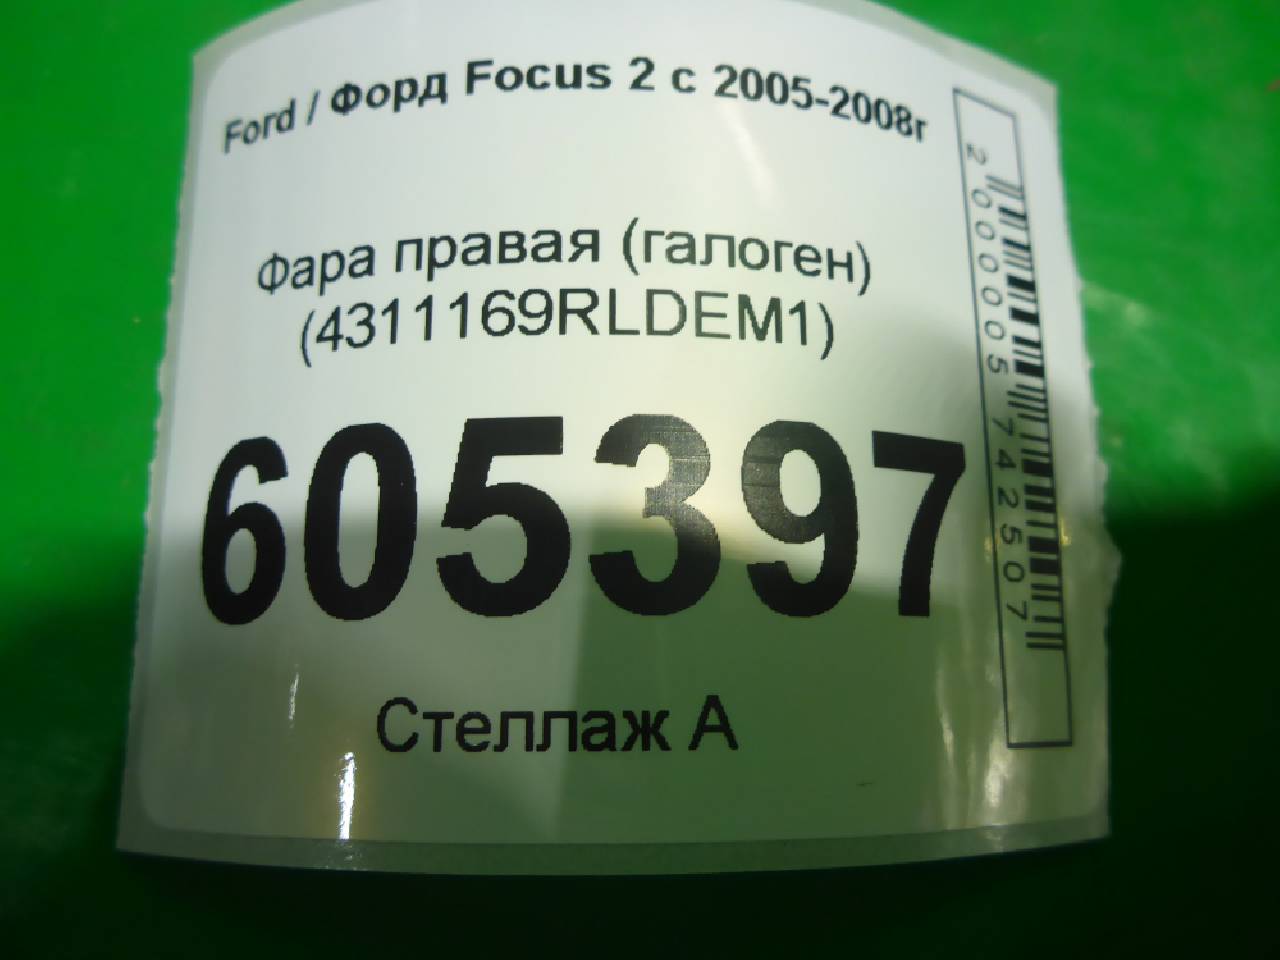 Ford / Форд Focus 2 с 2005-2008г
Фара правая (галоген)
(4311169RLDEM1)
605397
Стеллаж А
2000005742507